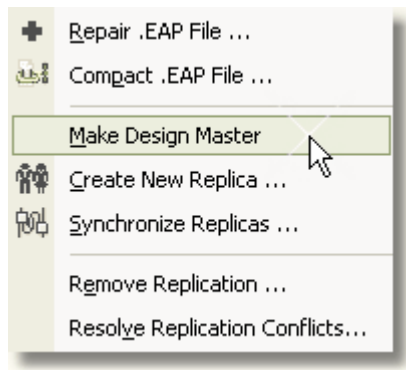 Repair .EAP File ...
Compact .EAP File ...
Make Design Master
Create New Replica ...
Synchronize Replicas ...
Remove Replication ...
Resolve Replication Conflicts...